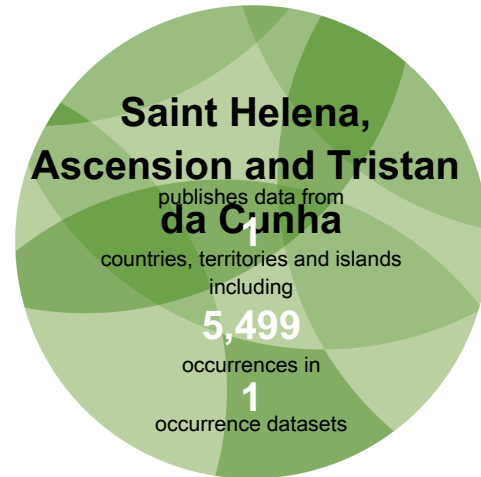 Saint Helena,
Ascension and Tristan
publishes data from
da Cunha
1
countries, territories and islands
including
5,499
occurrences in
1
occurrence datasets